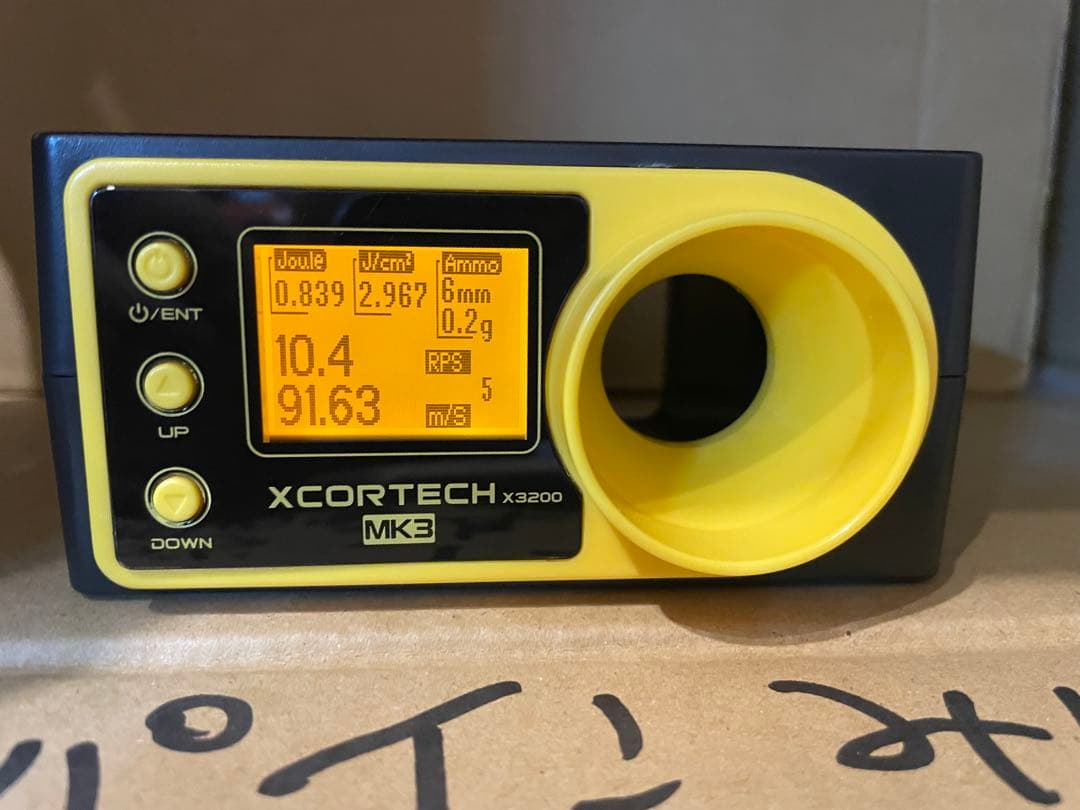 Joule J/cm² Ammo
0.839 2.967 6mm
0.2g
10.4 RPS
5
91.63 m/S
⏻/ENT
UP
DOWN
XCORTECH X3200
MK3